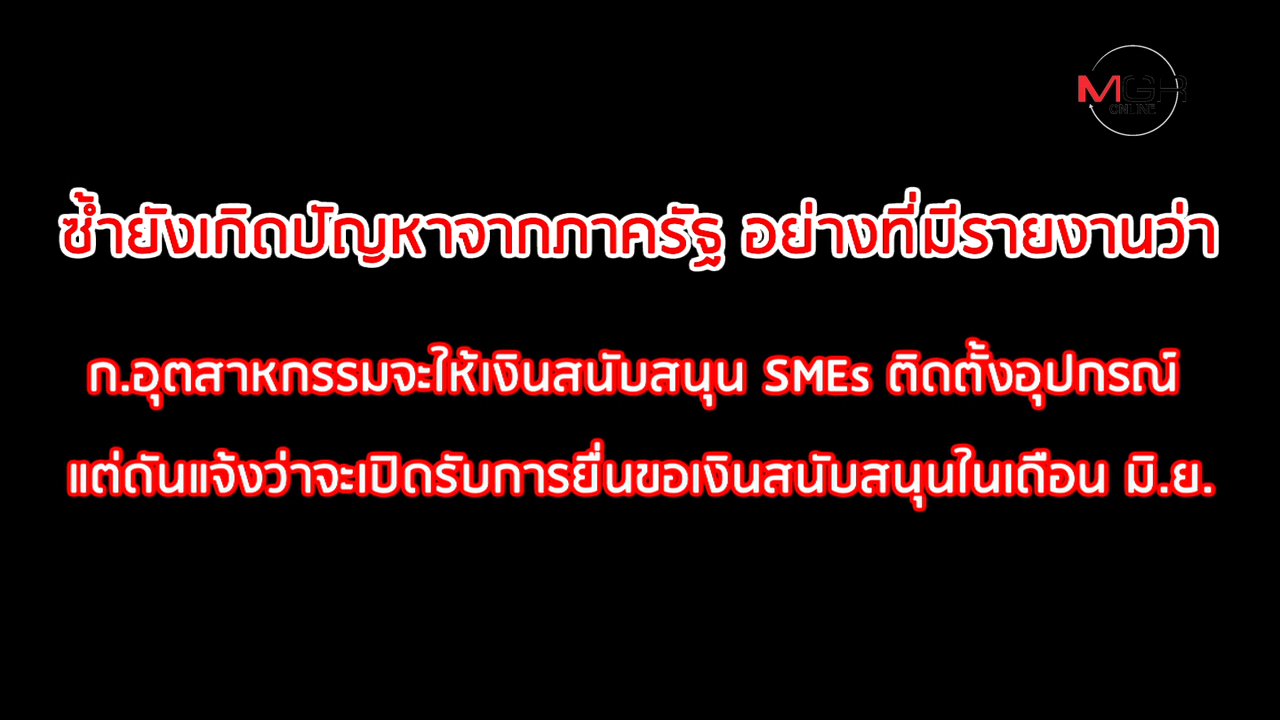 MGR
ONLINE
ซ้ำยังเกิดปัญหาจากภาครัฐ อย่างที่มีรายงานว่า
ก.อุตสาหกรรมจะให้เงินสนับสนุน SMEs ติดตั้งอุปกรณ์
แต่ดันแจ้งว่าจะเปิดรับการยื่นขอเงินสนับสนุนในเดือน มิ.ย.